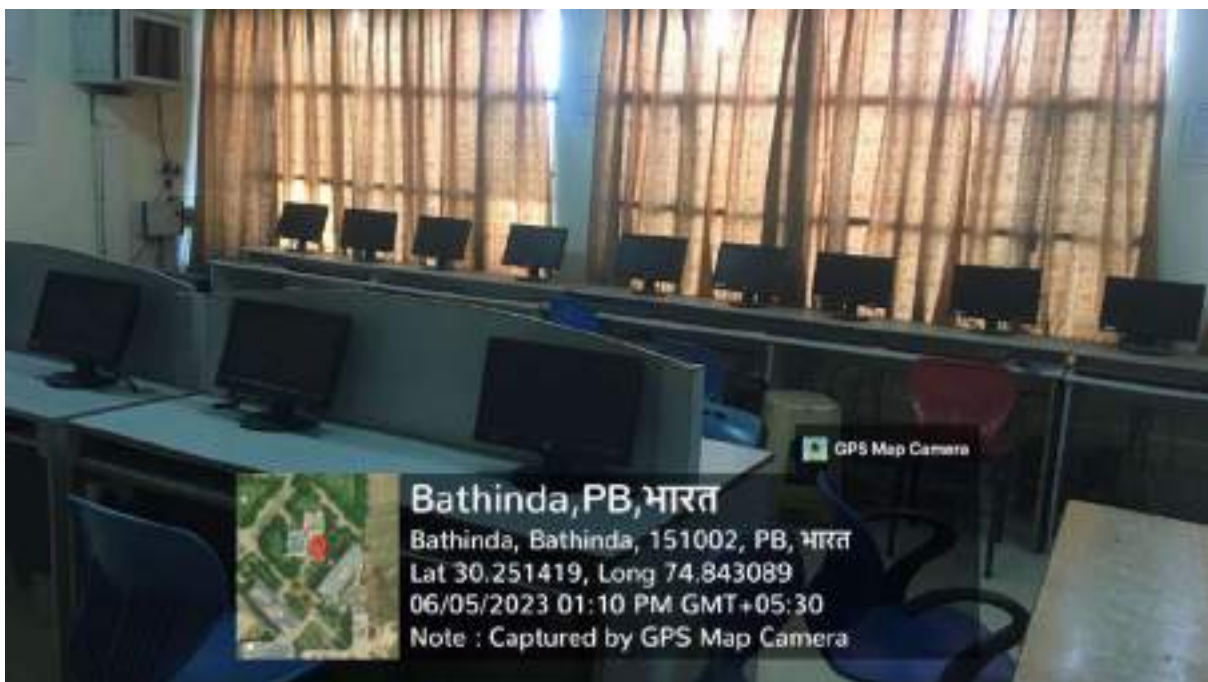 GPS Map Camera
Bathinda,PB,भारत
Bathinda, Bathinda, 151002, PB, भारत
Lat 30.251419, Long 74.843089
06/05/2023 01:10 PM GMT+05:30
Note : Captured by GPS Map Camera